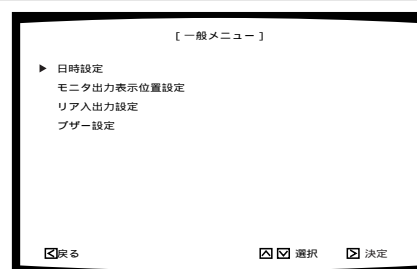 [一般メニュー]
▶ 日時設定
モニタ出力表示位置設定
リア入出力設定
ブザー設定
戻る 選択 決定